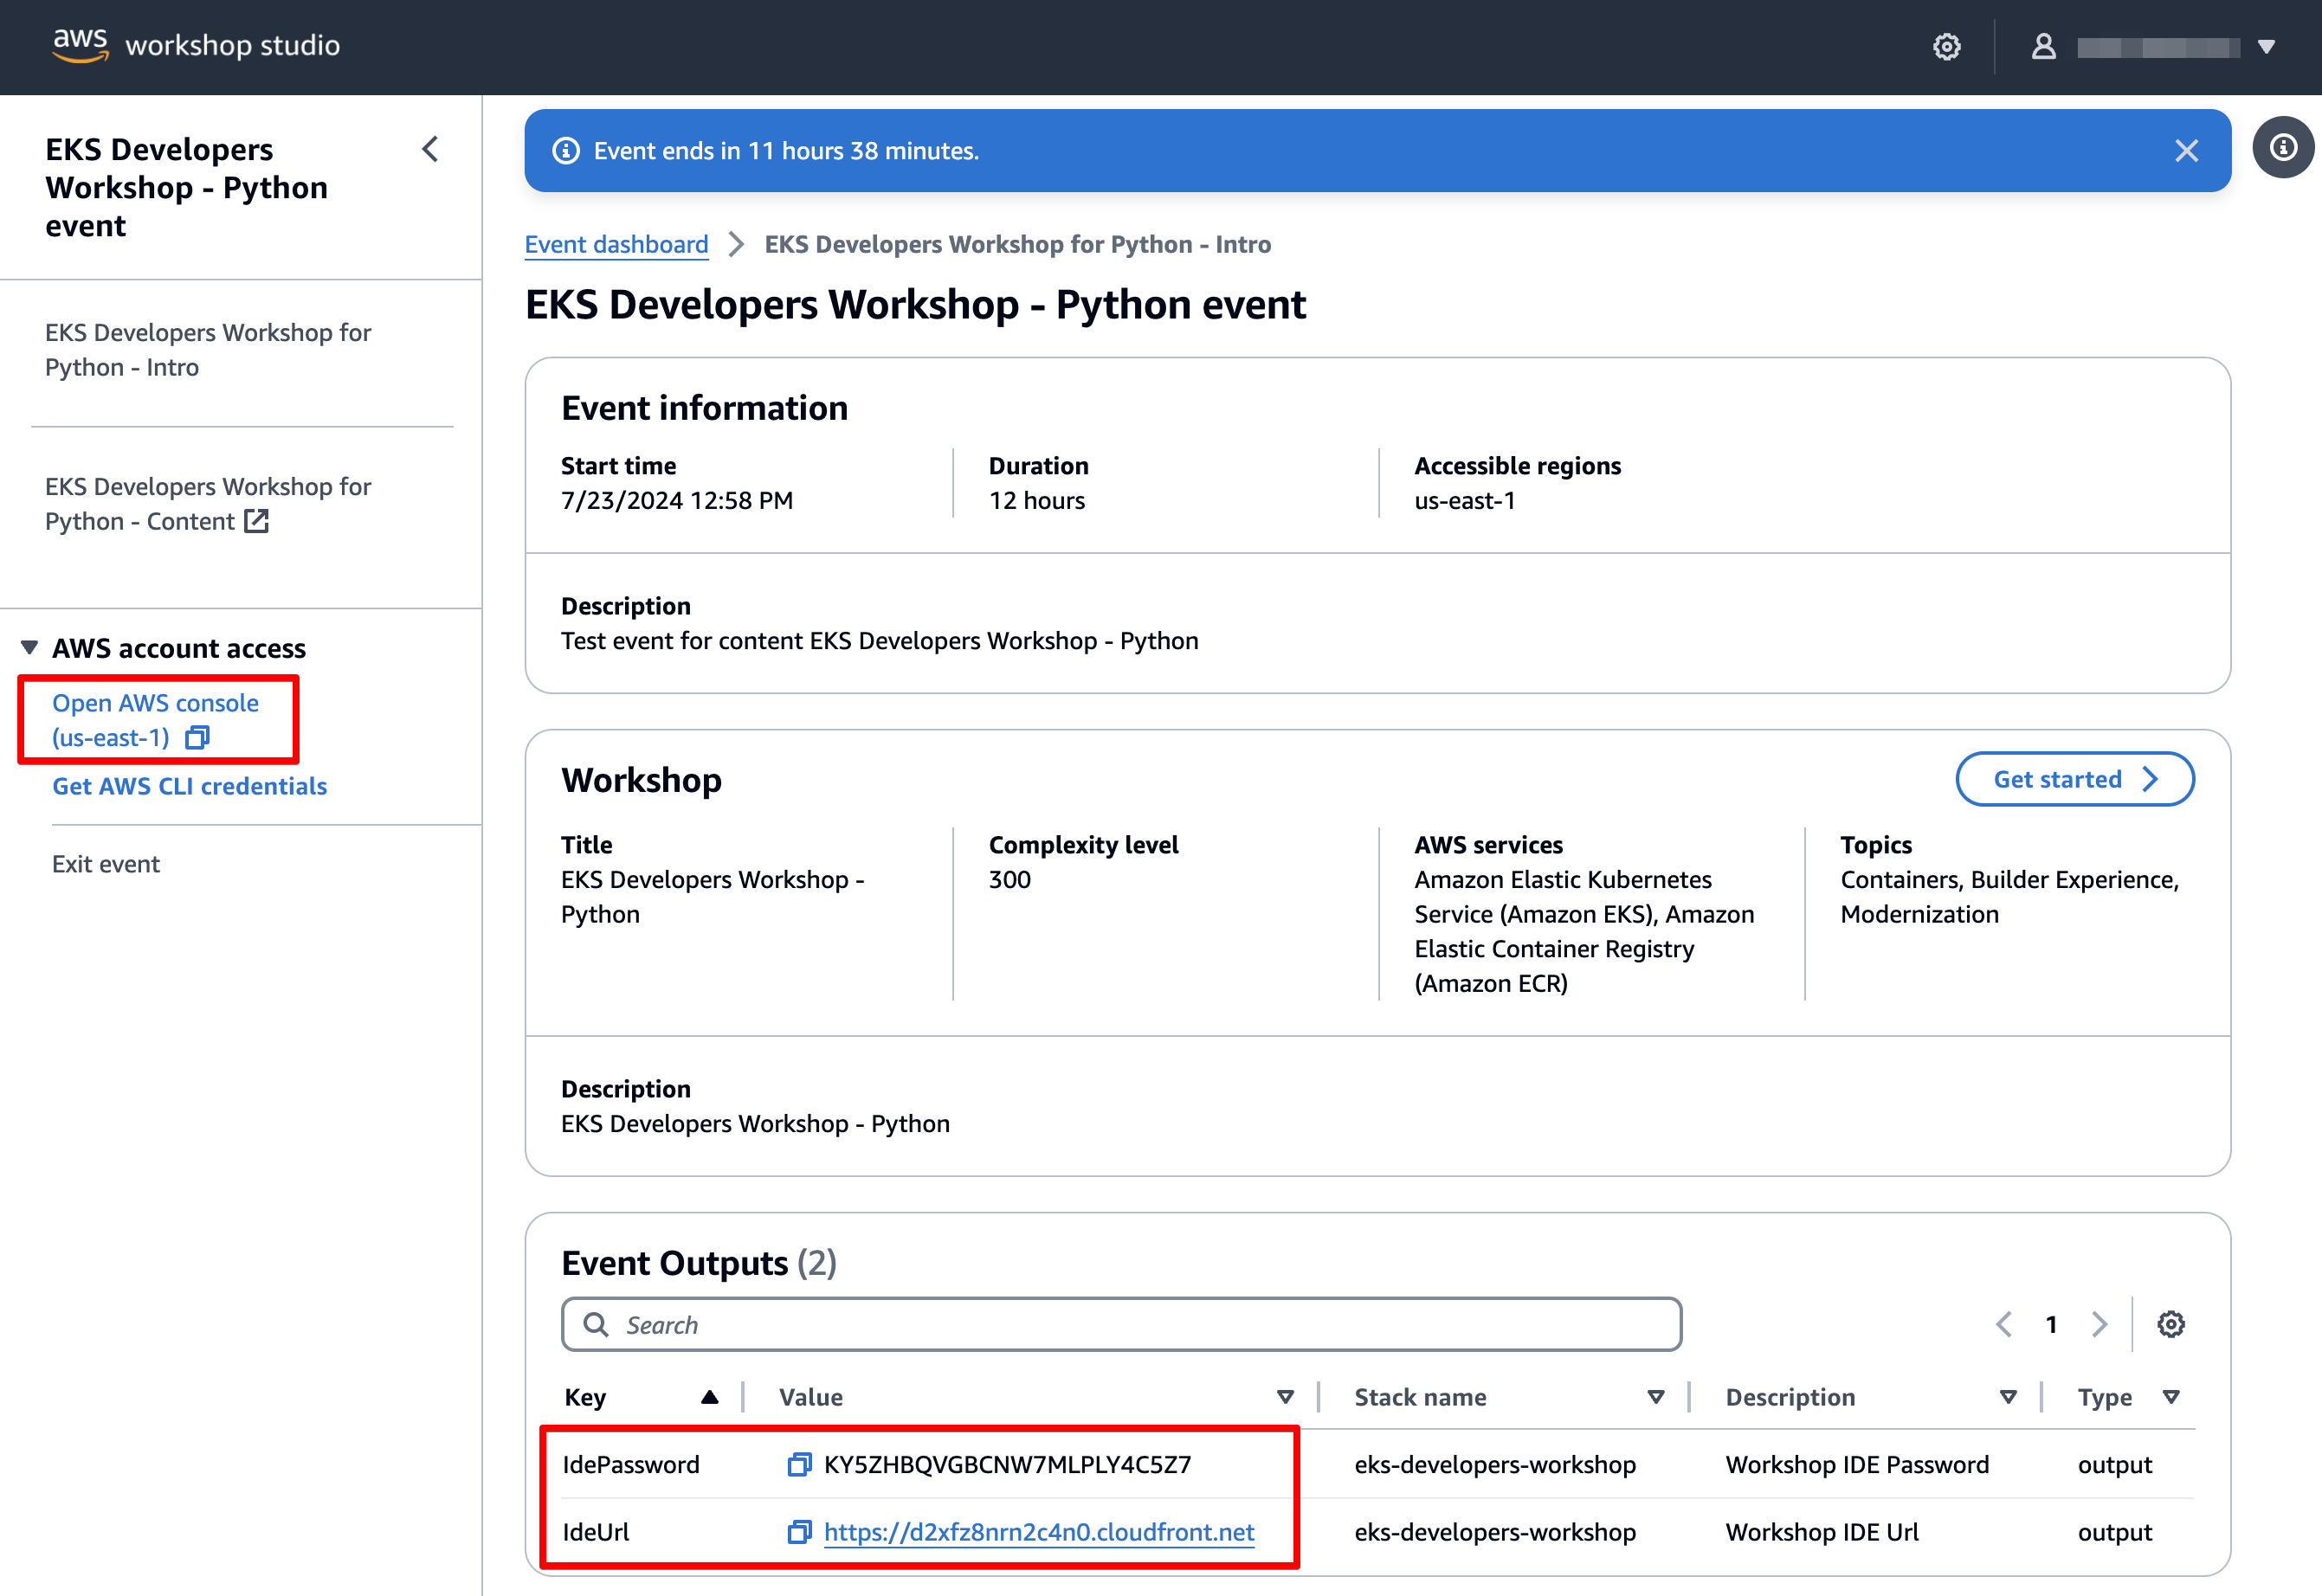 aws workshop studio
Event ends in 11 hours 38 minutes.
EKS Developers
Workshop - Python
event
EKS Developers Workshop for
Python - Intro
EKS Developers Workshop for
Python - Content
AWS account access
Open AWS console
(us-east-1)
Get AWS CLI credentials
Exit event
Event dashboard > EKS Developers Workshop for Python - Intro
EKS Developers Workshop - Python event
Event information
Start time Duration Accessible regions
7/23/2024 12:58 PM 12 hours us-east-1
Description
Test event for content EKS Developers Workshop - Python
Workshop Get started
Title
EKS Developers Workshop -
Python
Complexity level
300
AWS services
Amazon Elastic Kubernetes
Service (Amazon EKS), Amazon
Elastic Container Registry
(Amazon ECR)
Topics
Containers, Builder Experience,
Modernization
Description
EKS Developers Workshop - Python
Event Outputs (2)
Search 1
Key Value Stack name Description Type
IdePassword KY5ZHBQVGBCNW7MLPLY4C5Z7 eks-developers-workshop Workshop IDE Password output
IdeUrl https://d2xfz8nrn2c4n0.cloudfront.net eks-developers-workshop Workshop IDE Url output